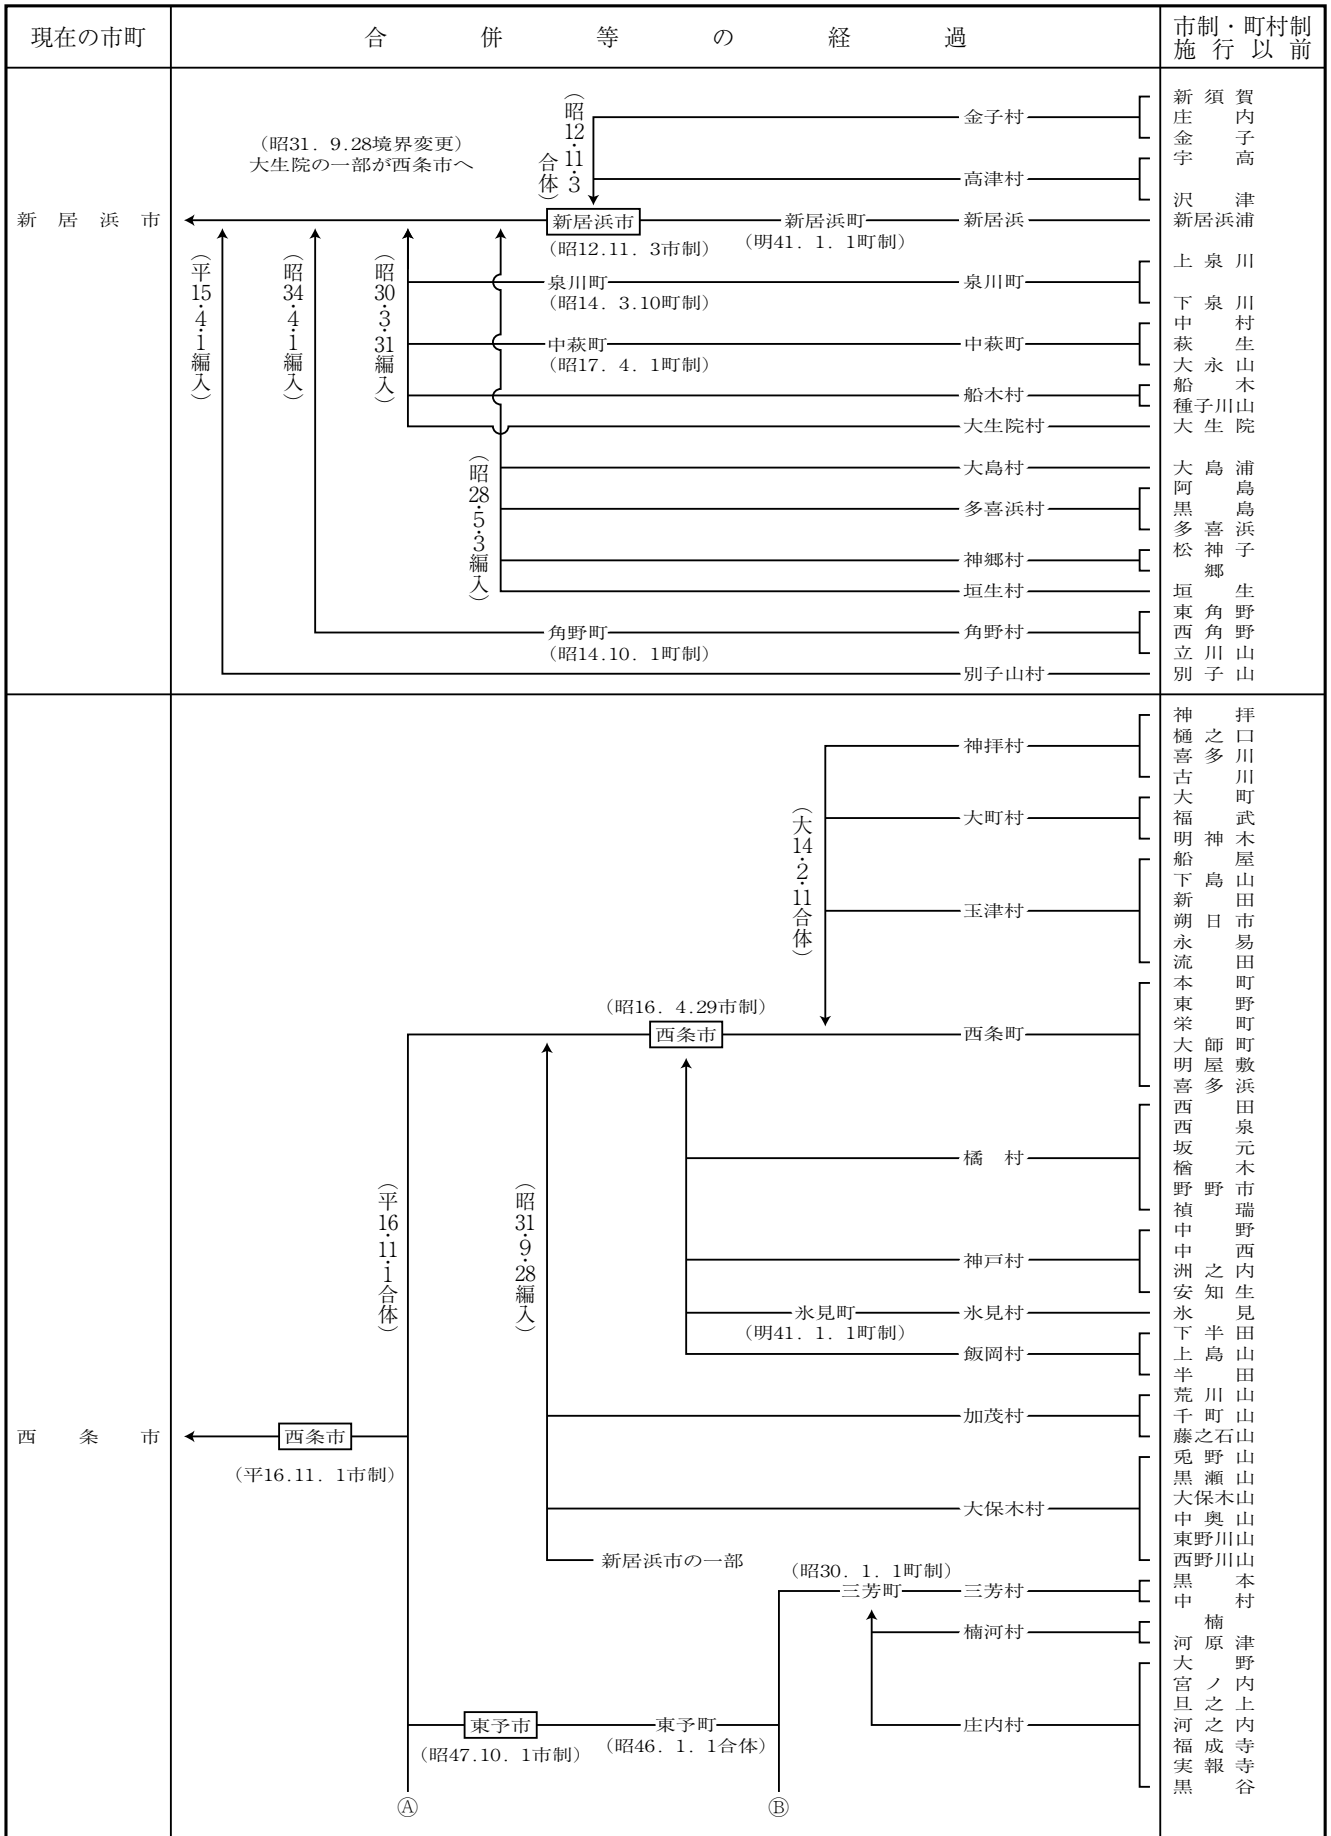 現在の市町
合併等の経過
市制・町村制
施行以前
新居浜市
（昭31．9.28境界変更）
大生院の一部が西条市へ
（昭12・11・3合体）
金子村
新須賀
庄内
金子
高津村
宇高
沢津
新居浜市
（昭12.11．3市制）
新居浜町
（明41．1．1町制）
新居浜
新居浜浦
（平15・4・1編入）
（昭34・4・1編入）
（昭30・3・31編入）
泉川町
（昭14．3.10町制）
泉川町
上泉川
下泉川
中萩町
（昭17．4．1町制）
中萩町
中村
萩生
大永山
船木村
船木
種子川山
大生院村
大生院
（昭28・5・3編入）
大島村
大島浦
多喜浜村
阿島
黒島
多喜浜
神郷村
松神子
郷
垣生村
垣生
角野町
（昭14.10．1町制）
角野村
東角野
西角野
立川山
別子山村
別子山
西条市
神拝村
神拝
樋之口
喜多川
古川
（大14・2・11合体）
大町村
大町
福武
明神木
玉津村
船屋
下島山
新田
朔日市
永易
流田
（昭16．4.29市制）
西条市
西条町
本町
東野
栄町
大師町
明屋敷
喜多浜
橘村
西田
西泉
坂元
楢木
野野市
禎瑞
（平16・11・1合体）
（昭31・9・28編入）
神戸村
中野
中西
洲之内
安知生
氷見町
（明41．1．1町制）
氷見村
氷見
飯岡村
下半田
上島山
半田
加茂村
荒川山
千町山
藤之石山
西条市
（平16.11．1市制）
大保木村
兎野山
黒瀬山
大保木山
中奥山
東野川山
西野川山
新居浜市の一部
（昭30．1．1町制）
三芳町
三芳村
黒本
中村
楠河村
楠
河原津
東予市
（昭47.10．1市制）
東予町
（昭46．1．1合体）
庄内村
大野
宮ノ内
旦之上
河之内
福成寺
実報寺
黒谷
Ⓐ
Ⓑ